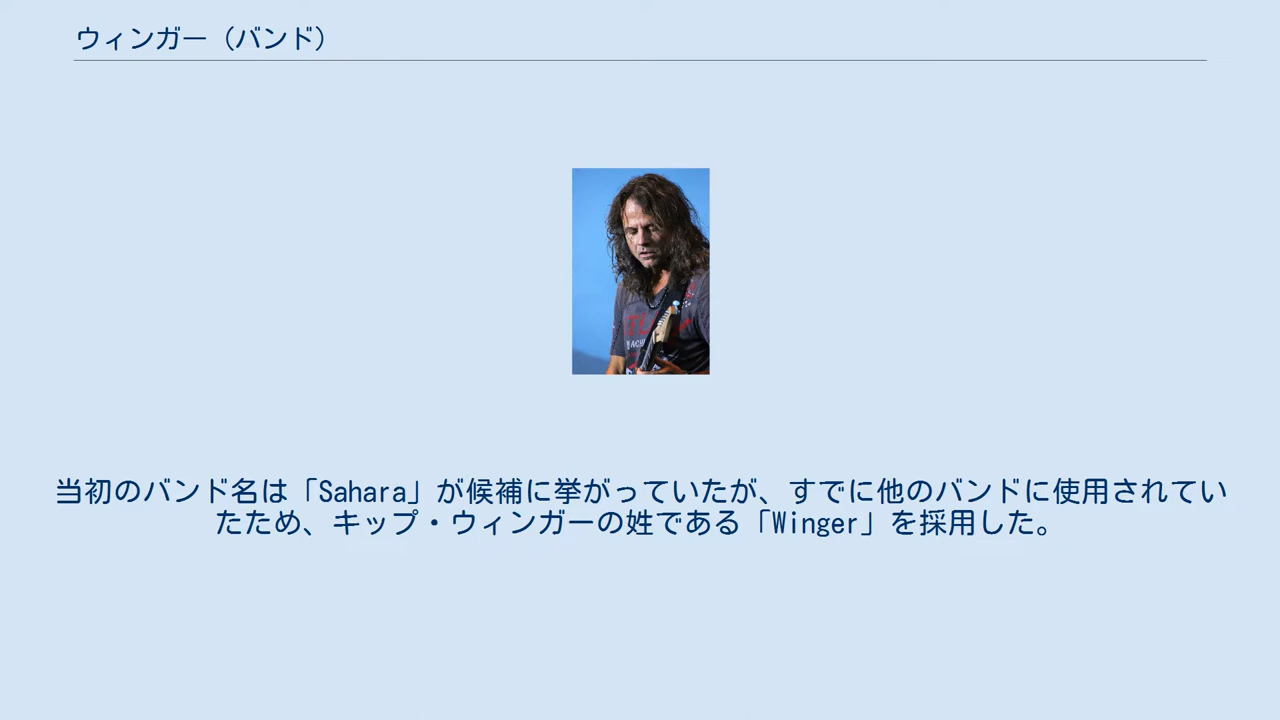 ウィンガー（バンド）
当初のバンド名は「Sahara」が候補に挙がっていたが、すでに他のバンドに使用されてい
たため、キップ・ウィンガーの姓である「Winger」を採用した。